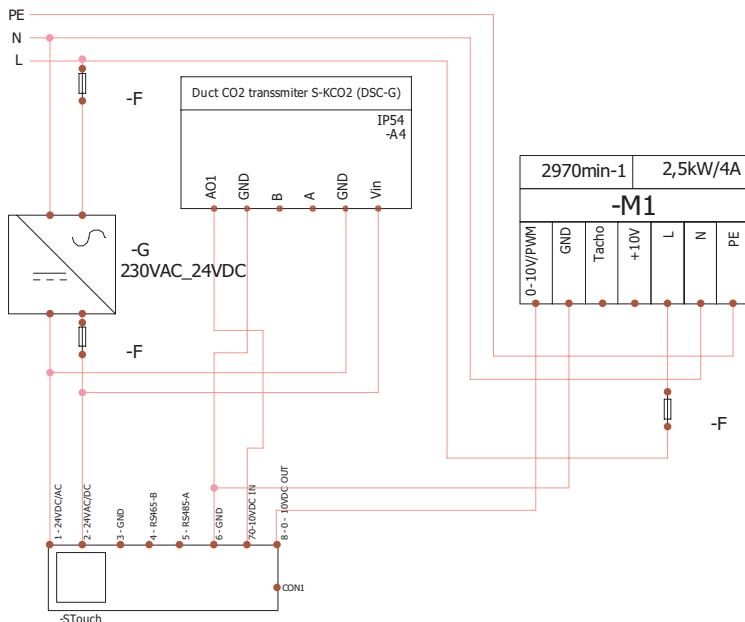 PE
N
L
-F
Duct CO2 transsmiter S-KCO2 (DSC-G)
IP54
-A4
AO1
GND
B
A
GND
Vin
2970min-1
2,5kW/4A
-M1
0-10V/PWM
GND
Tacho
+10V
L
N
PE
-G
230VAC_24VDC
-F
-F
1 - 24VDC/AC
2 - 24VAC/DC
3 - GND
4 - RS465-B
5 - RS485-A
6 - GND
7-0-10VDC IN
8 - 0 - 10VDC OUT
CON1
-STouch